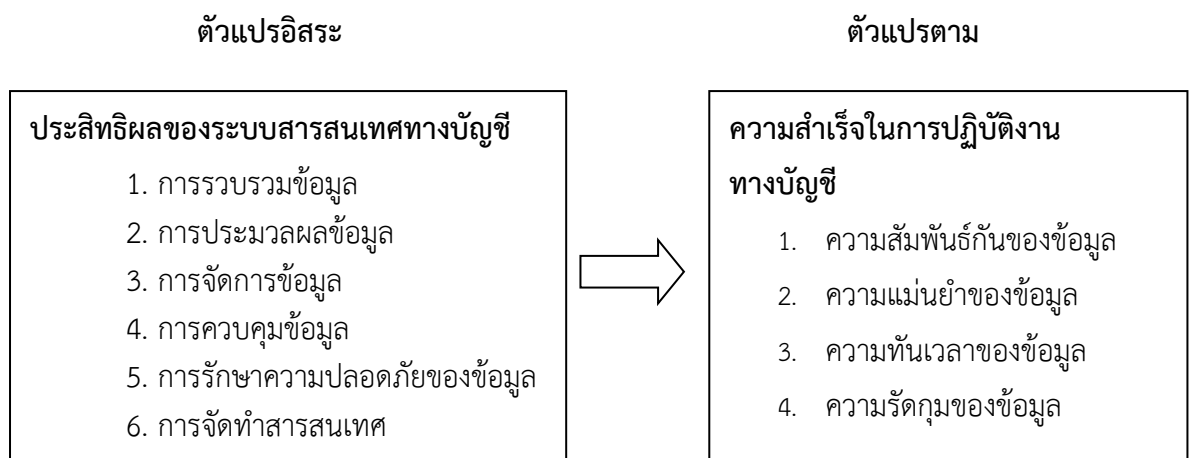 ตัวแปรอิสระ
ตัวแปรตาม
ประสิทธิผลของระบบสารสนเทศทางบัญชี
1. การรวบรวมข้อมูล
2. การประมวลผลข้อมูล
3. การจัดการข้อมูล
4. การควบคุมข้อมูล
5. การรักษาความปลอดภัยของข้อมูล
6. การจัดทำสารสนเทศ
ความสำเร็จในการปฏิบัติงาน
ทางบัญชี
1. ความสัมพันธ์กันของข้อมูล
2. ความแม่นยำของข้อมูล
3. ความทันเวลาของข้อมูล
4. ความรัดกุมของข้อมูล